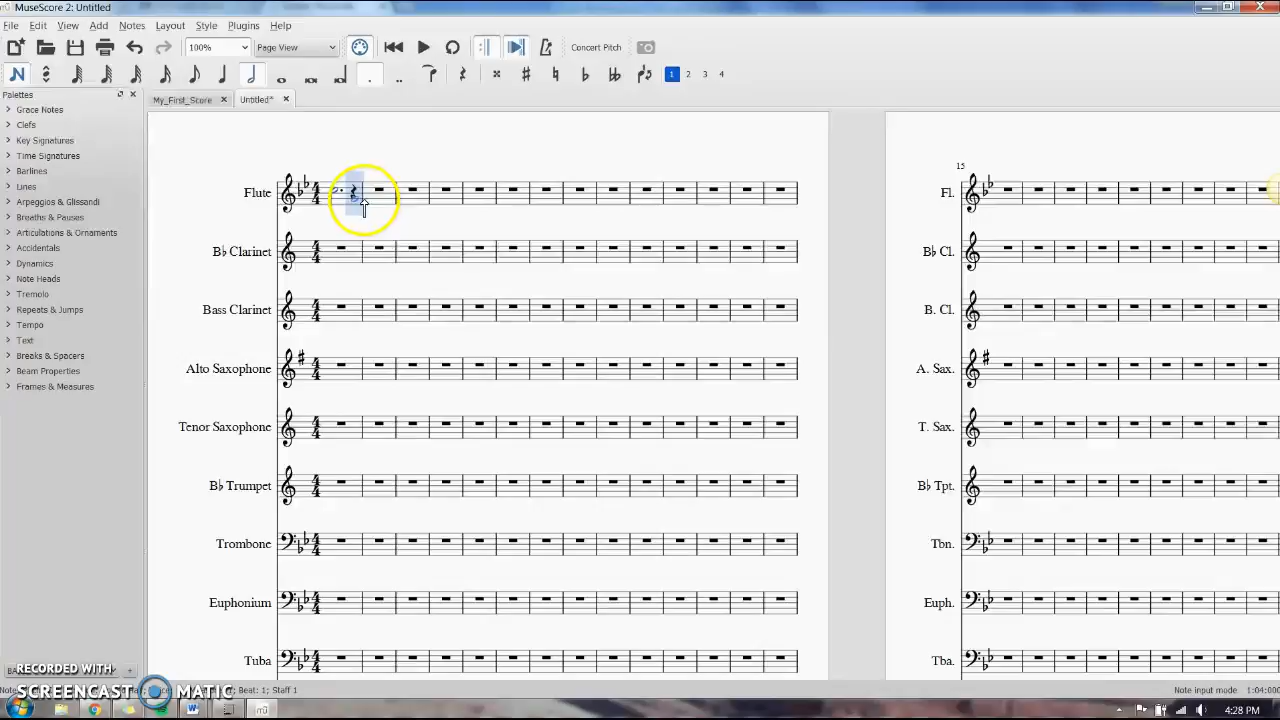 MuseScore 2: Untitled
File Edit View Add Notes Layout Style Plugins Help
100% Page View Concert Pitch
1 2 3 4
Palettes
My_First_Score Untitled*
Grace Notes
Clefs
Key Signatures
Time Signatures
Barlines
Lines
Arpeggios & Glissandi
Breaths & Pauses
Articulations & Ornaments
Accidentals
Dynamics
Note Heads
Tremolo
Repeats & Jumps
Tempo
Text
Breaks & Spacers
Beam Properties
Frames & Measures
Flute
B♭ Clarinet
Bass Clarinet
Alto Saxophone
Tenor Saxophone
B♭ Trumpet
Trombone
Euphonium
Tuba
15
Fl.
B♭ Cl.
B. Cl.
A. Sax.
T. Sax.
B♭ Tpt.
Tbn.
Euph.
Tba.
RECORDED WITH
SCREENCAST MATIC
Beat: 1; Staff 1
Note input mode
4:28 PM